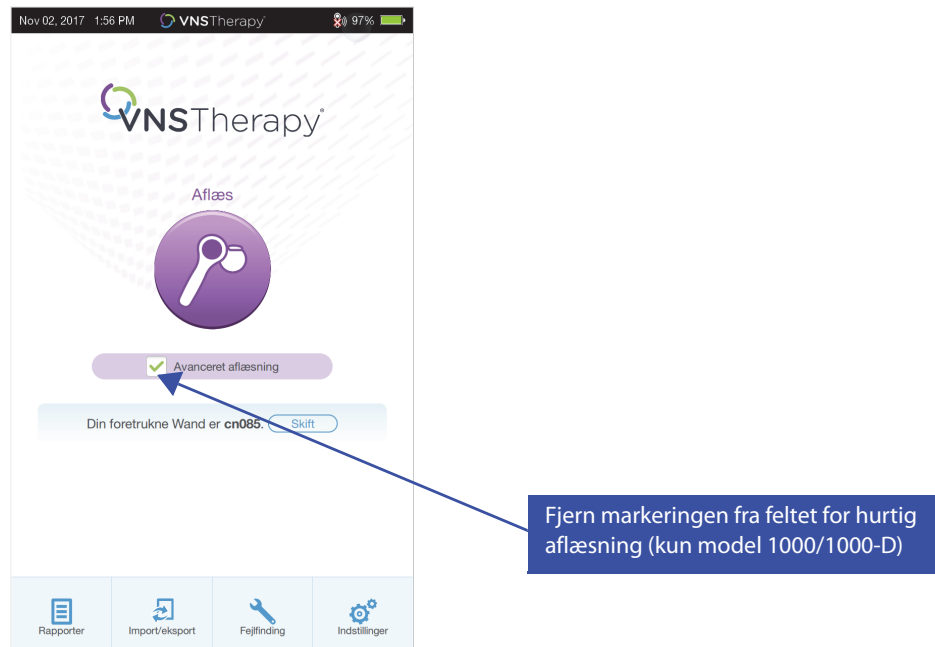 Nov 02, 2017 1:56 PM VNSTherapy 97%
VNSTherapy®
Aflæs
Avanceret aflæsning
Din foretrukne Wand er cn085. Skift
Fjern markeringen fra feltet for hurtig
aflæsning (kun model 1000/1000-D)
Rapporter Import/eksport Fejlfinding Indstillinger